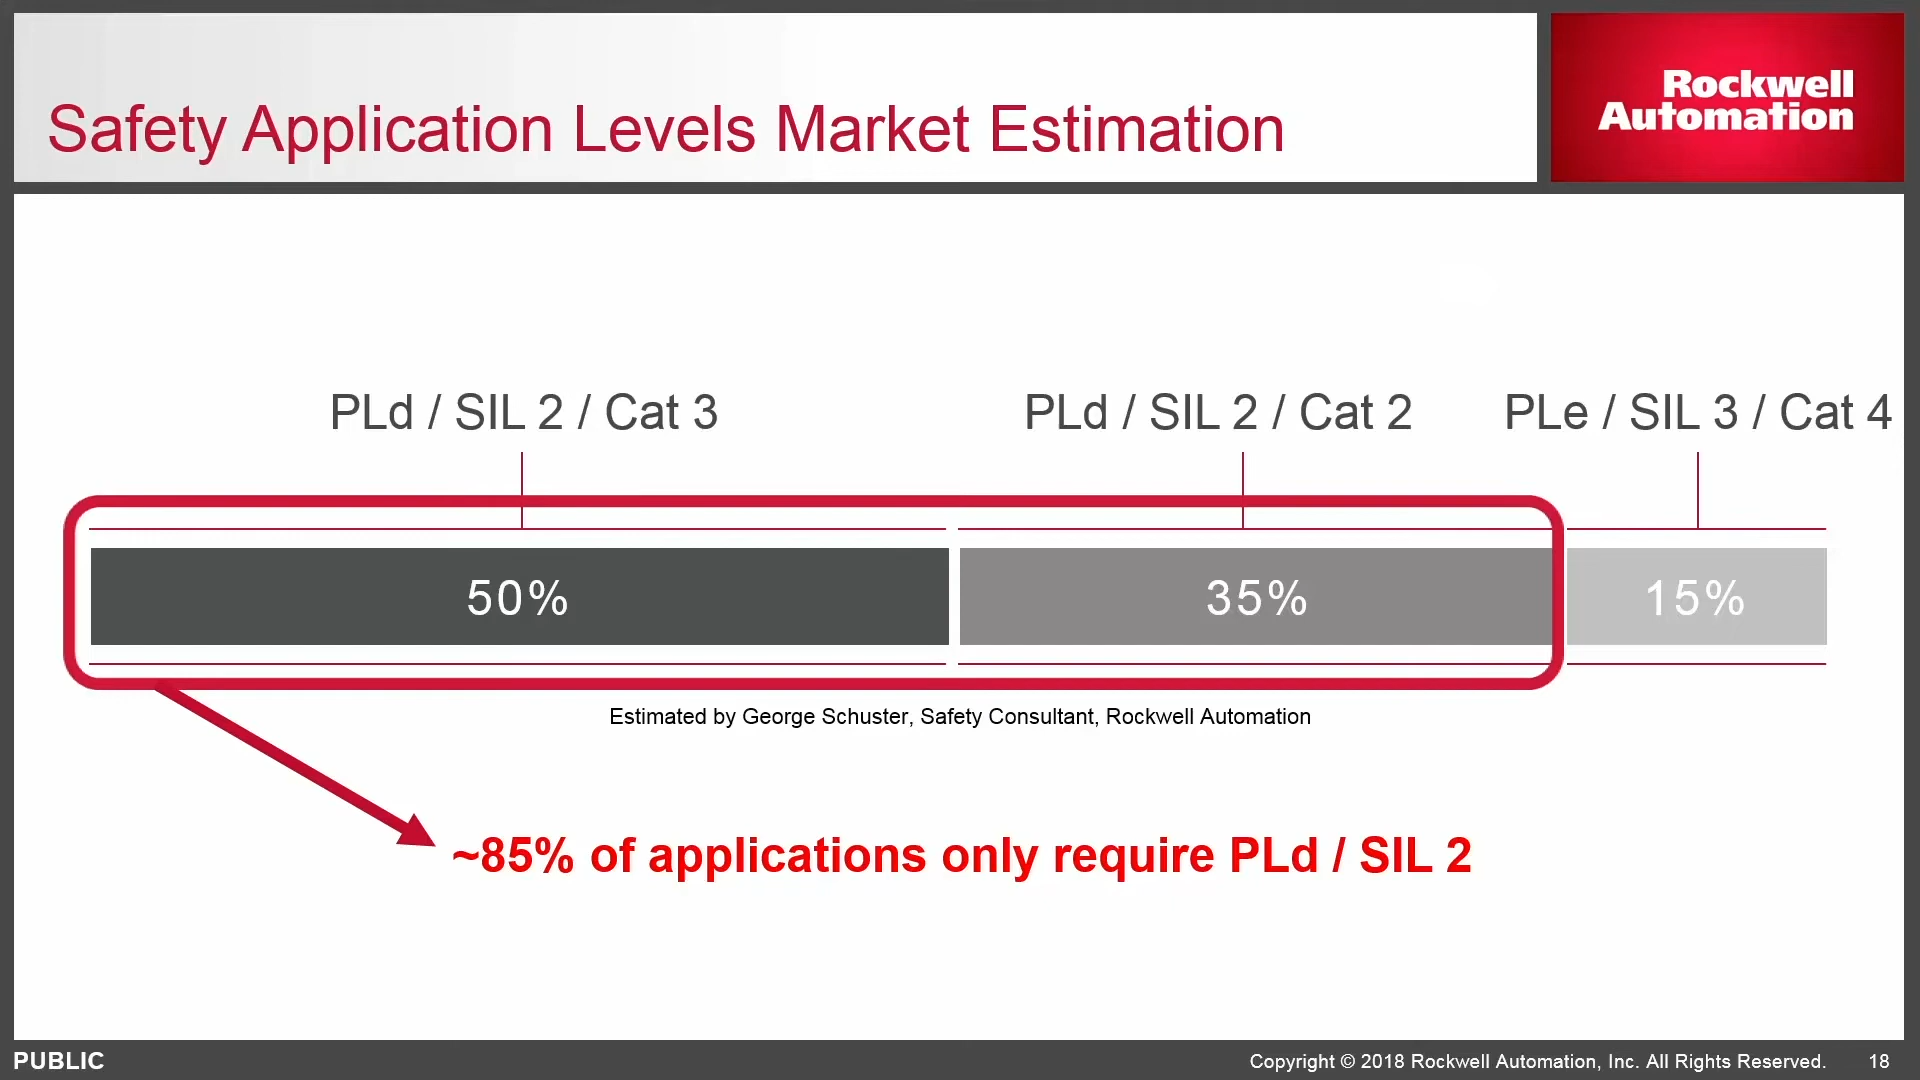 Safety Application Levels Market Estimation
Rockwell
Automation
PLd / SIL 2 / Cat 3
PLd / SIL 2 / Cat 2
PLe / SIL 3 / Cat 4
50%
35%
15%
Estimated by George Schuster, Safety Consultant, Rockwell Automation
~85% of applications only require PLd / SIL 2
PUBLIC
Copyright © 2018 Rockwell Automation, Inc. All Rights Reserved.
18